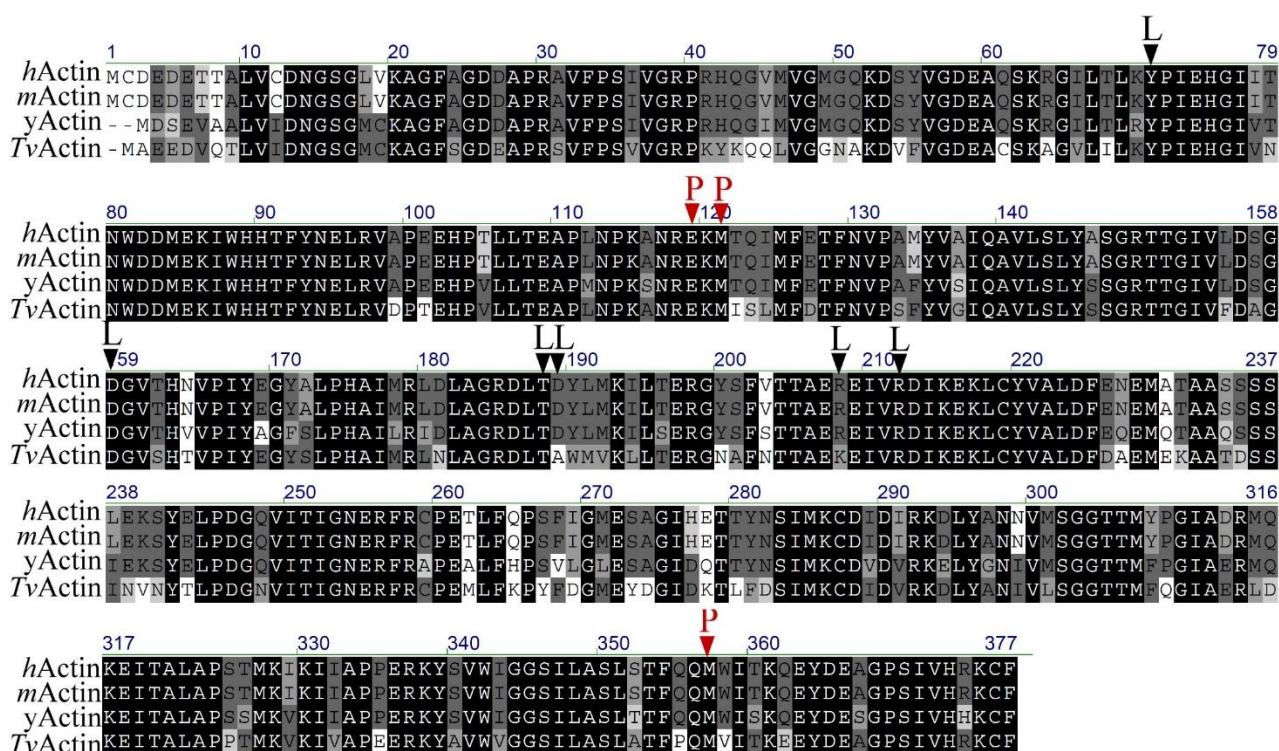 L
1 10 20 30 40 50 60 79
hActin MCDEDETTALVCDNGSGLVKAGFAGDDAPRAVFPSIVGRPRHQGVMVGMGQKDSYVGDEAQSKRGILTLKYPIEHGIIT
mActin MCDEDETTALVCDNGSGLVKAGFAGDDAPRAVFPSIVGRPRHQGVMVGMGQKDSYVGDEAQSKRGILTLKYPIEHGIIT
yActin --MDSEVAALVIDNGSGMCKAGFAGDDAPRAVFPSIVGRPRHQGIMVGMGQKDSYVGDEAQSKRGILTLRYPIEHGIVT
TvActin -MAEEDVQTLVIDNGSGMCKAGFSGDEAPRSVFPSVVGRPKYKQQLVGGNAKDVFVGDEACSKAGVLILKYPIEHGIVN
P P
80 90 100 110 120 130 140 158
hActin NWDDMEKIWHHTFYNELRVAPEEHPTLLTEAPLNPKANREKMTQIMFETFNVPAMYVAIQAVLSLYASGRTTGIVLDSG
mActin NWDDMEKIWHHTFYNELRVAPEEHPTLLTEAPLNPKANREKMTQIMFETFNVPAMYVAIQAVLSLYASGRTTGIVLDSG
yActin NWDDMEKIWHHTFYNELRVAPEEHPVLLTEAPMNPKSNREKMTQIMFETFNVPAFYVSIQAVLSLYSSGRTTGIVLDSG
TvActin NWDDMEKIWHHTFYNELRVDPTEHPVLLTEAPLNPKANREKMISLMFDTFNVPSFYVGIQAVLSLYSSGRTTGIVFDAG
L L L L L
159 170 180 190 200 210 220 237
hActin DGVTHNVPIYEGYALPHAIMRLDLAGRDLTDYLMKILTERGYSFVTTAEREIVRDIKEKLCYVALDFENEMATAASSSS
mActin DGVTHNVPIYEGYALPHAIMRLDLAGRDLTDYLMKILTERGYSFVTTAEREIVRDIKEKLCYVALDFENEMATAASSSS
yActin DGVTHVVPIYAGFSLPHAILRIDLAGRDLTDYLMKILSERGYSFSTTAEREIVRDIKEKLCYVALDFEQEMQTAAQSSS
TvActin DGVSHTVPIYEGYSLPHAIMRLNLAGRDLTAWMVKLLTERGNAFNTTAEKEIVRDIKEKLCYVALDFDAEMEKAATDSS
238 250 260 270 280 290 300 316
hActin LEKSYELPDGQVITIGNERFRCPETLFQPSFIGMESAGIHETTYNSIMKCDIDIRKDLYANNVMSGGTTMYPGIADRMQ
mActin LEKSYELPDGQVITIGNERFRCPETLFQPSFIGMESAGIHETTYNSIMKCDIDIRKDLYANNVMSGGTTMYPGIADRMQ
yActin IEKSYELPDGQVITIGNERFRAPEALFHPSVLGLESAGIDQTTYNSIMKCDVDVRKELYGNIVMSGGTTMFPGIAERMQ
TvActin INVNYTLPDGNVITIGNERFRCPEMLFKPYFDGMEYDGIDKTLFDSIMKCDIDVRKDLYANIVLSGGTTMFQGIAERLD
P
317 330 340 350 360 377
hActin KEITALAPSTMKIKIIAPPERKYSVWIGGSILASLSTFQQMWITKQEYDEAGPSIVHRKCF
mActin KEITALAPSTMKIKIIAPPERKYSVWIGGSILASLSTFQQMWITKQEYDEAGPSIVHRKCF
yActin KEITALAPSSMKVKIIAPPERKYSVWIGGSILASLTTFQQMWISKQEYDESGPSIVHHKCF
TvActin KEITALAPPTMKVKIVAPEERKYAVWVGGSILASLATFPQMVITKEEYDEAGPSIVHRKCF